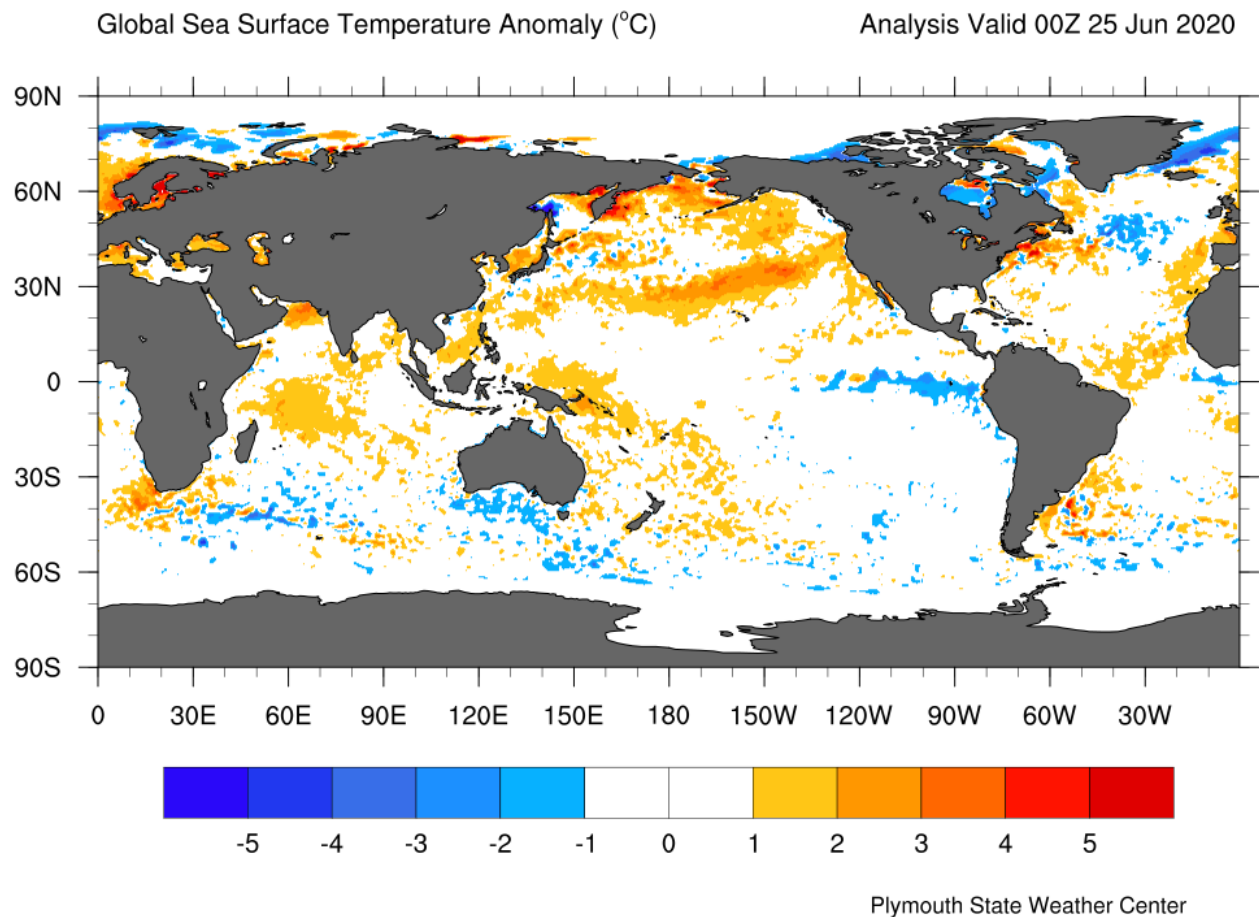 Global Sea Surface Temperature Anomaly (°C) Analysis Valid 00Z 25 Jun 2020
90N
60N
30N
0
30S
60S
90S
0 30E 60E 90E 120E 150E 180 150W 120W 90W 60W 30W
-5 -4 -3 -2 -1 0 1 2 3 4 5
Plymouth State Weather Center